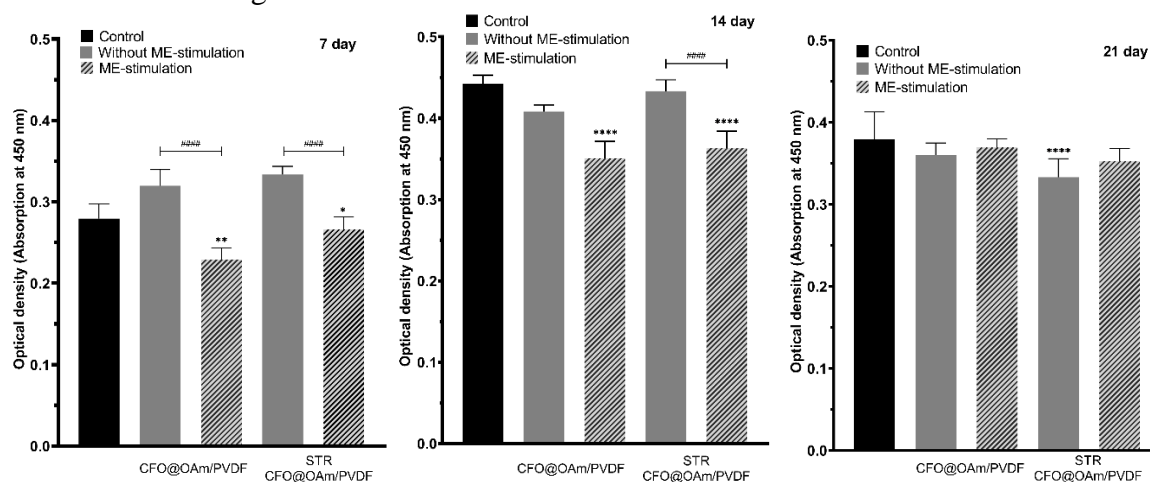 Control
Without ME-stimulation
ME-stimulation
7 day
Optical density (Absorption at 450 nm)
0.5
0.4
0.3
0.2
0.1
0.0
####
####
**
*
CFO@OAm/PVDF
STR
CFO@OAm/PVDF
Control
Without ME-stimulation
ME-stimulation
14 day
Optical density (Absorption at 450 nm)
0.5
0.4
0.3
0.2
0.1
0.0
####
****
****
CFO@OAm/PVDF
STR
CFO@OAm/PVDF
Control
Without ME-stimulation
ME-stimulation
21 day
Optical density (Absorption at 450 nm)
0.5
0.4
0.3
0.2
0.1
0.0
****
CFO@OAm/PVDF
STR
CFO@OAm/PVDF